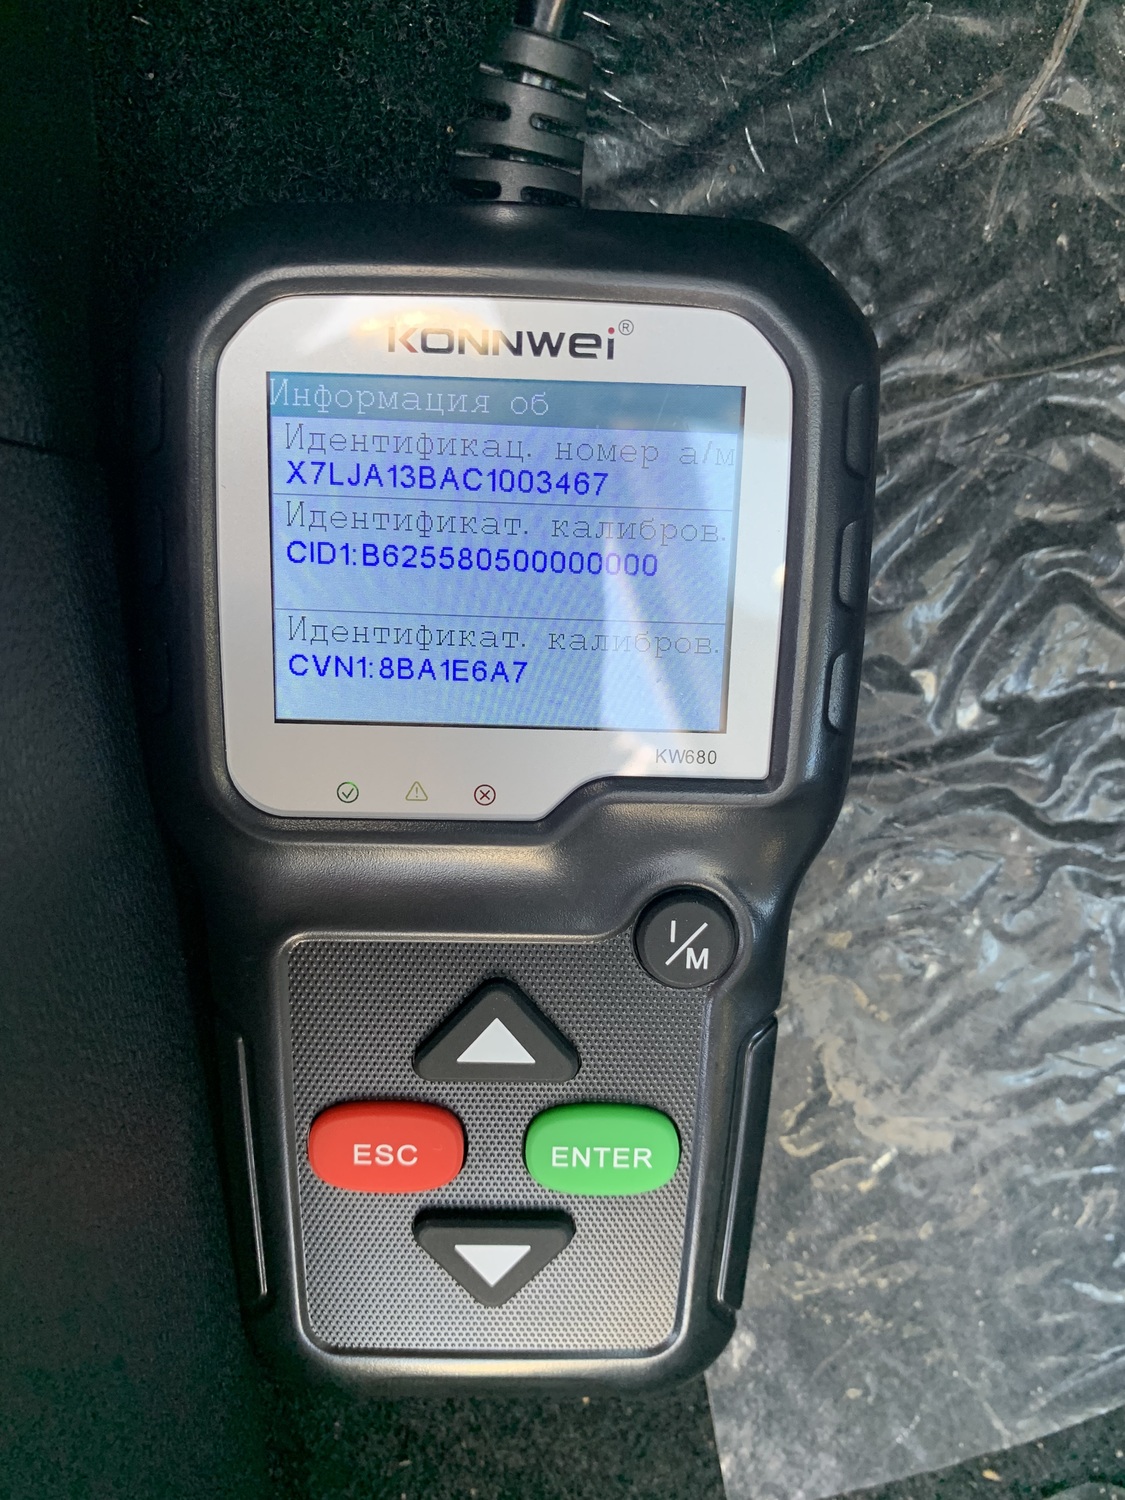 KONNWEI®
Информация об
Идентификац. номер а/м
X7LJA13BAC1003467
Идентификат. калибров.
CID1:B625580500000000
Идентификат. калибров.
CVN1:8BA1E6A7
KW680
I/M
ESC
ENTER